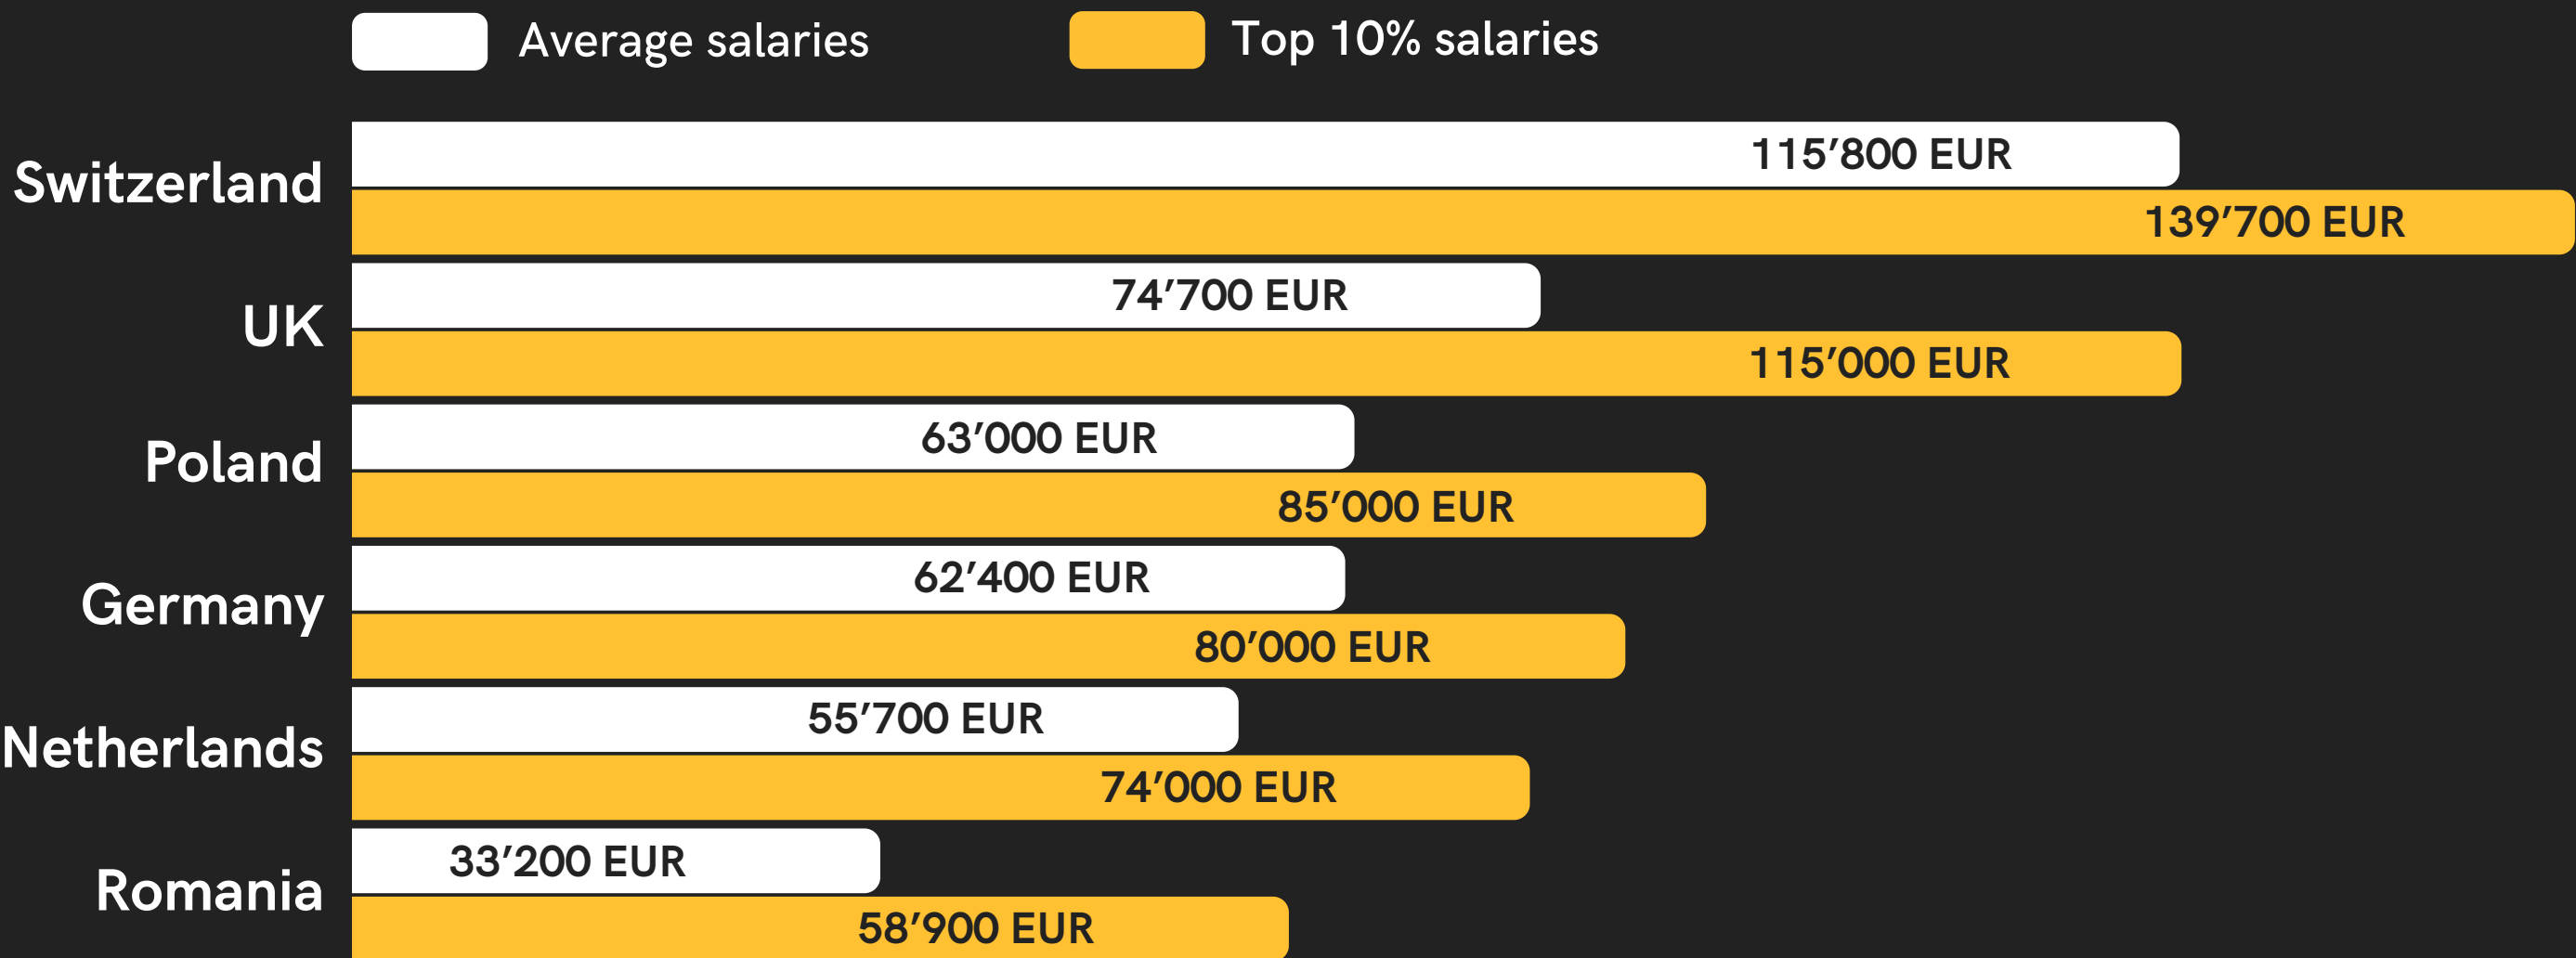 Average salaries
Top 10% salaries
Switzerland
115’800 EUR
139’700 EUR
UK
74’700 EUR
115’000 EUR
Poland
63’000 EUR
85’000 EUR
Germany
62’400 EUR
80’000 EUR
Netherlands
55’700 EUR
74’000 EUR
Romania
33’200 EUR
58’900 EUR